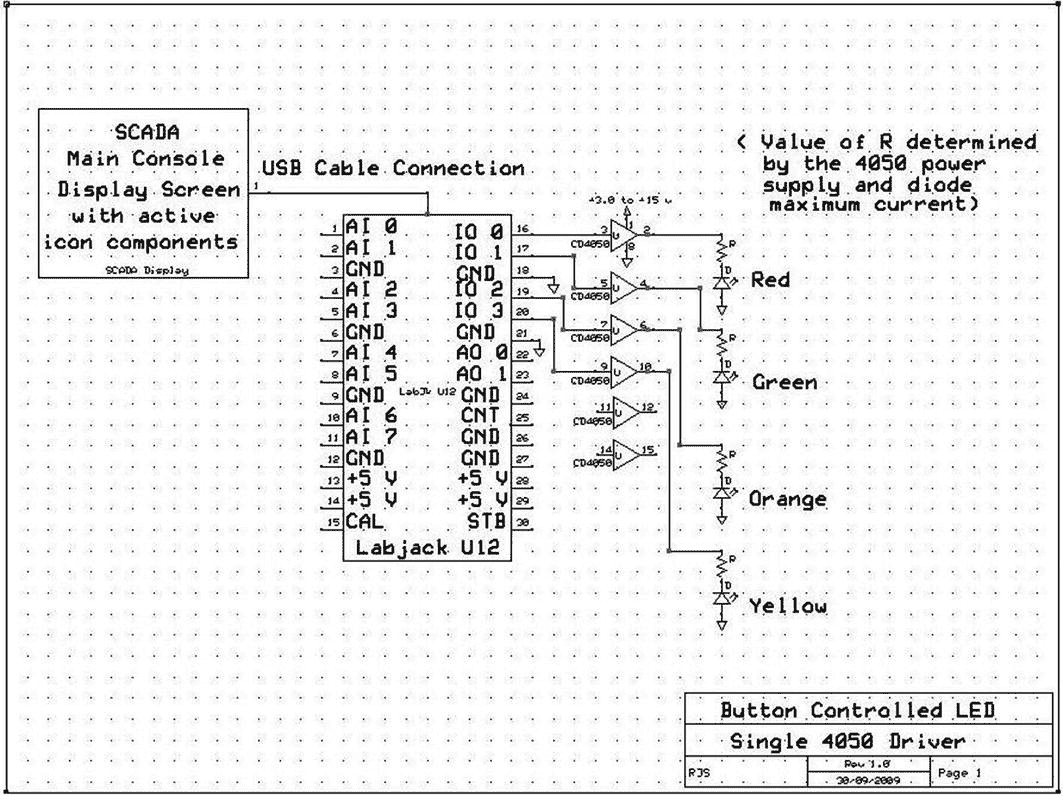 SCADA
Main Console
Display Screen
with active
icon components
SCADA Display
1
USB Cable Connection
< Value of R determined
by the 4050 power
supply and diode
maximum current)
+3.0 to +15 v
1 AI 0 IO 0 16
2 AI 1 IO 1 17
3 GND GND 18
4 AI 2 IO 2 19
5 AI 3 IO 3 20
6 GND GND 21
7 AI 4 AO 0 22
8 AI 5 AO 1 23
9 GND LabJk U12 GND 24
10 AI 6 CNT 25
11 AI 7 GND 26
12 GND GND 27
13 +5 V +5 V 28
14 +5 V +5 V 29
15 CAL STB 30
Labjack U12
3 U 1 2
8
CD4050
5 U 4
CD4050
7 U 6
CD4050
9 U 10
CD4050
11 U 12
CD4050
14 U 15
CD4050
R
D
Red
R
D
Green
R
D
Orange
R
D
Yellow
Button Controlled LED
Single 4050 Driver
RJS
Rev 1.0
30/09/2009
Page 1